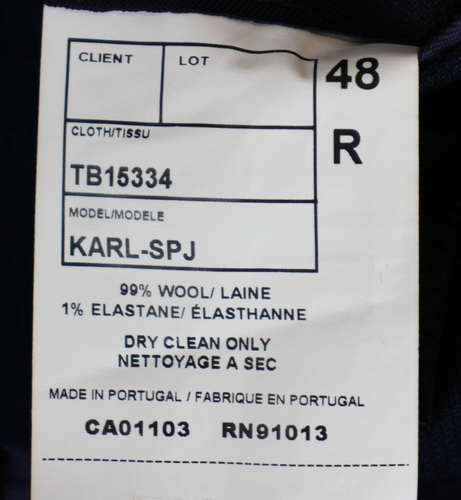 CLIENT LOT 48
CLOTH/TISSU R
TB15334
MODEL/MODELE
KARL-SPJ
99% WOOL/ LAINE
1% ELASTANE/ ÉLASTHANNE
DRY CLEAN ONLY
NETTOYAGE A SEC
MADE IN PORTUGAL / FABRIQUE EN PORTUGAL
CA01103 RN91013